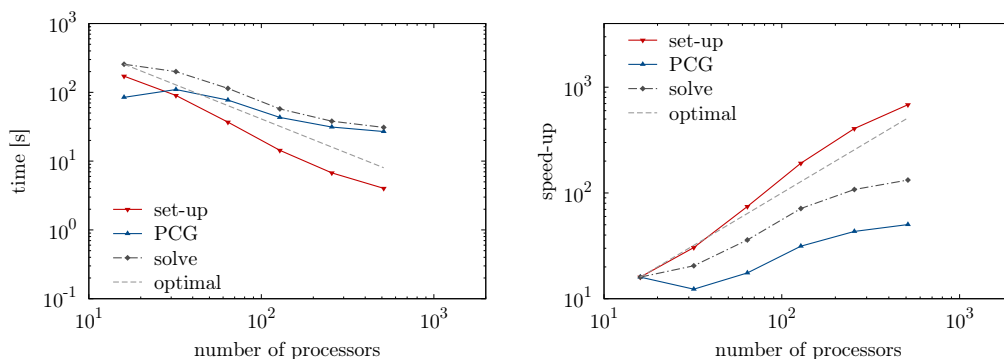 10^3
10^2
10^1
10^0
10^-1
time [s]
set-up
PCG
solve
optimal
10^1
10^2
10^3
number of processors
10^3
10^2
10^1
speed-up
set-up
PCG
solve
optimal
10^1
10^2
10^3
number of processors